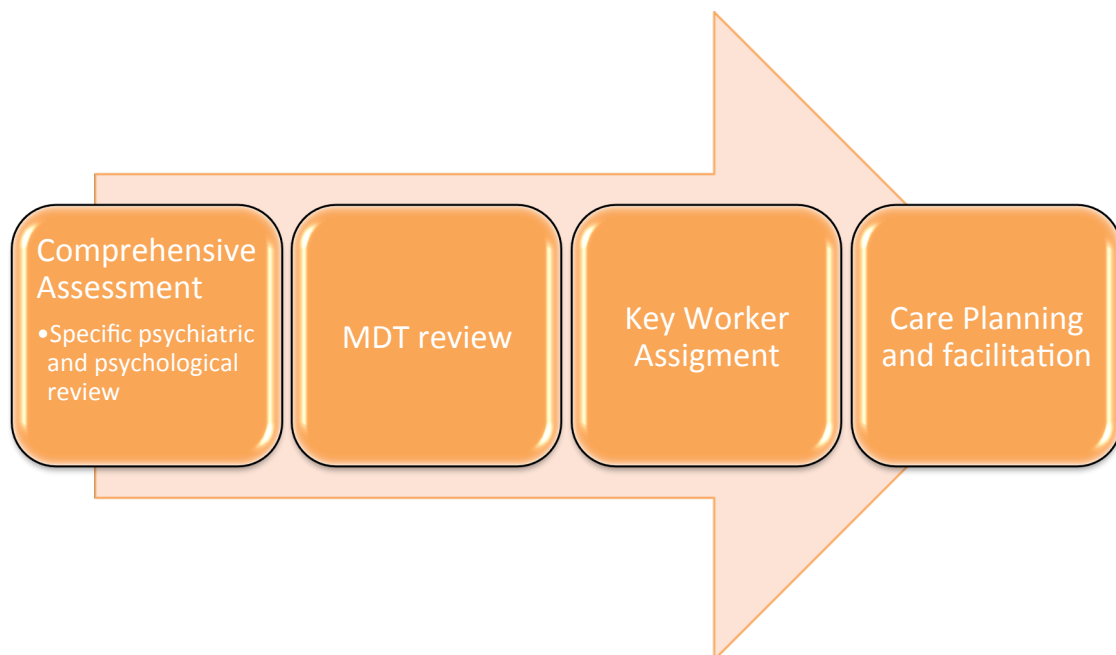 Comprehensive
Assessment
•Specific psychiatric
and psychological
review
MDT review
Key Worker
Assigment
Care Planning
and facilitation